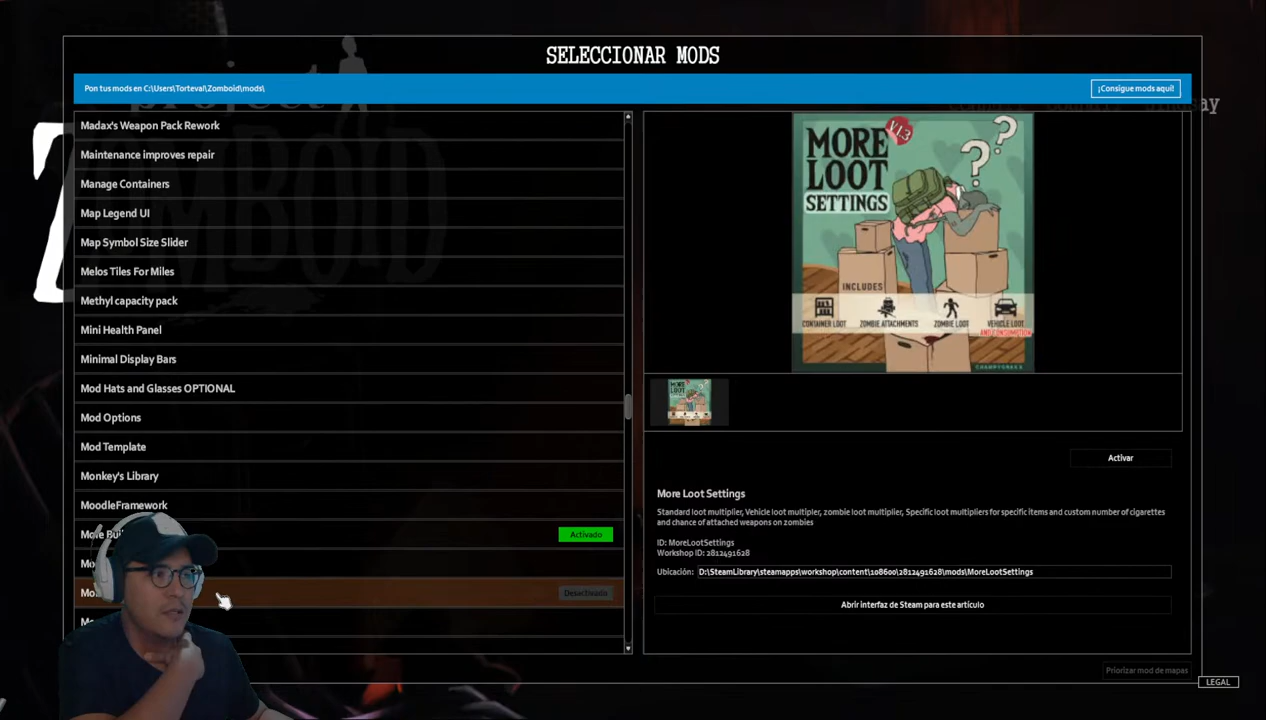 SELECCIONAR MODS
Pon tus mods en C:\Users\Torteval\Zomboid\mods\
¡Consigue mods aquí!
project
Madax's Weapon Pack Rework
Maintenance improves repair
Manage Containers
Map Legend UI
Map Symbol Size Slider
Melos Tiles For Miles
Methyl capacity pack
Mini Health Panel
Minimal Display Bars
Mod Hats and Glasses OPTIONAL
Mod Options
Mod Template
Monkey's Library
MoodleFramework
Activado
Desactivado
MORE
V1.3
LOOT
SETTINGS
INCLUDES
CONTAINER LOOT
ZOMBIE ATTACHMENTS
ZOMBIE LOOT
VEHICLE LOOT
AND CONSUMPTION
Activar
More Loot Settings
Standard loot multiplier, Vehicle loot multipler, zombie loot multiplier, Specific loot multipliers for specific items and custom number of cigarettes
and chance of attached weapons on zombies
ID: MoreLootSettings
Workshop ID: 2812491628
Ubicación: D:\SteamLibrary\steamapps\workshop\content\108600\2812491628\mods\MoreLootSettings
Abrir interfaz de Steam para este artículo
Priorizar mod de mapas
LEGAL